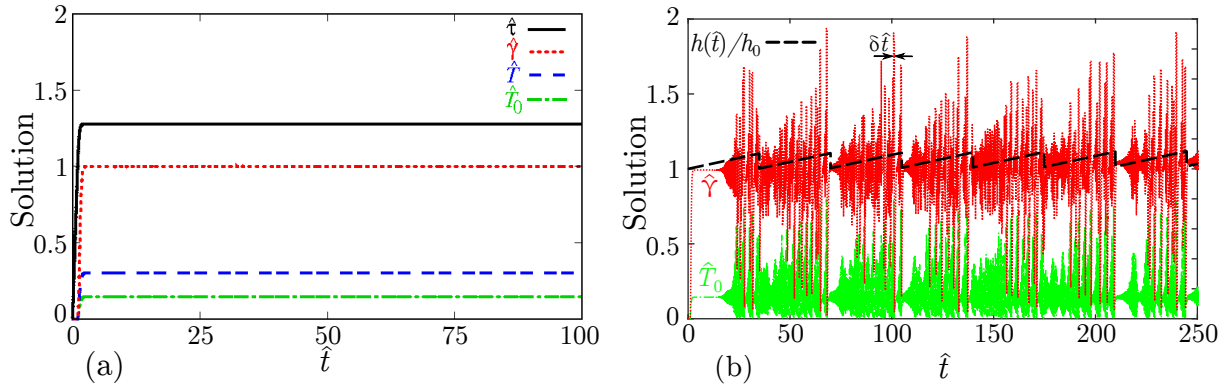 Solution
2
1.5
1
0.5
0
τ̂
γ̂
T̂
T̂₀
0 25 50 75 100
(a) t̂
Solution
2
1.5
1
0.5
0
h(t̂)/h₀
δt̂
γ̂
T̂₀
0 50 100 150 200 250
(b) t̂